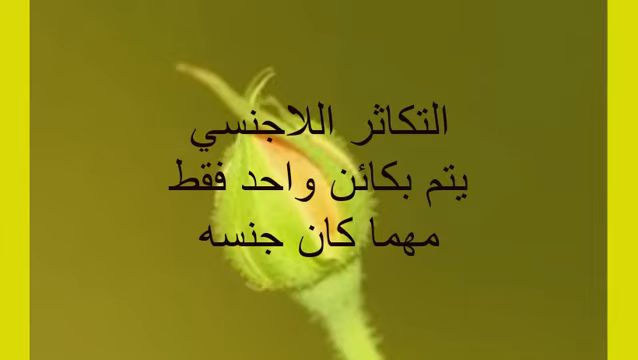 التكاثر اللاجنسي
يتم بكائن واحد فقط
مهما كان جنسه